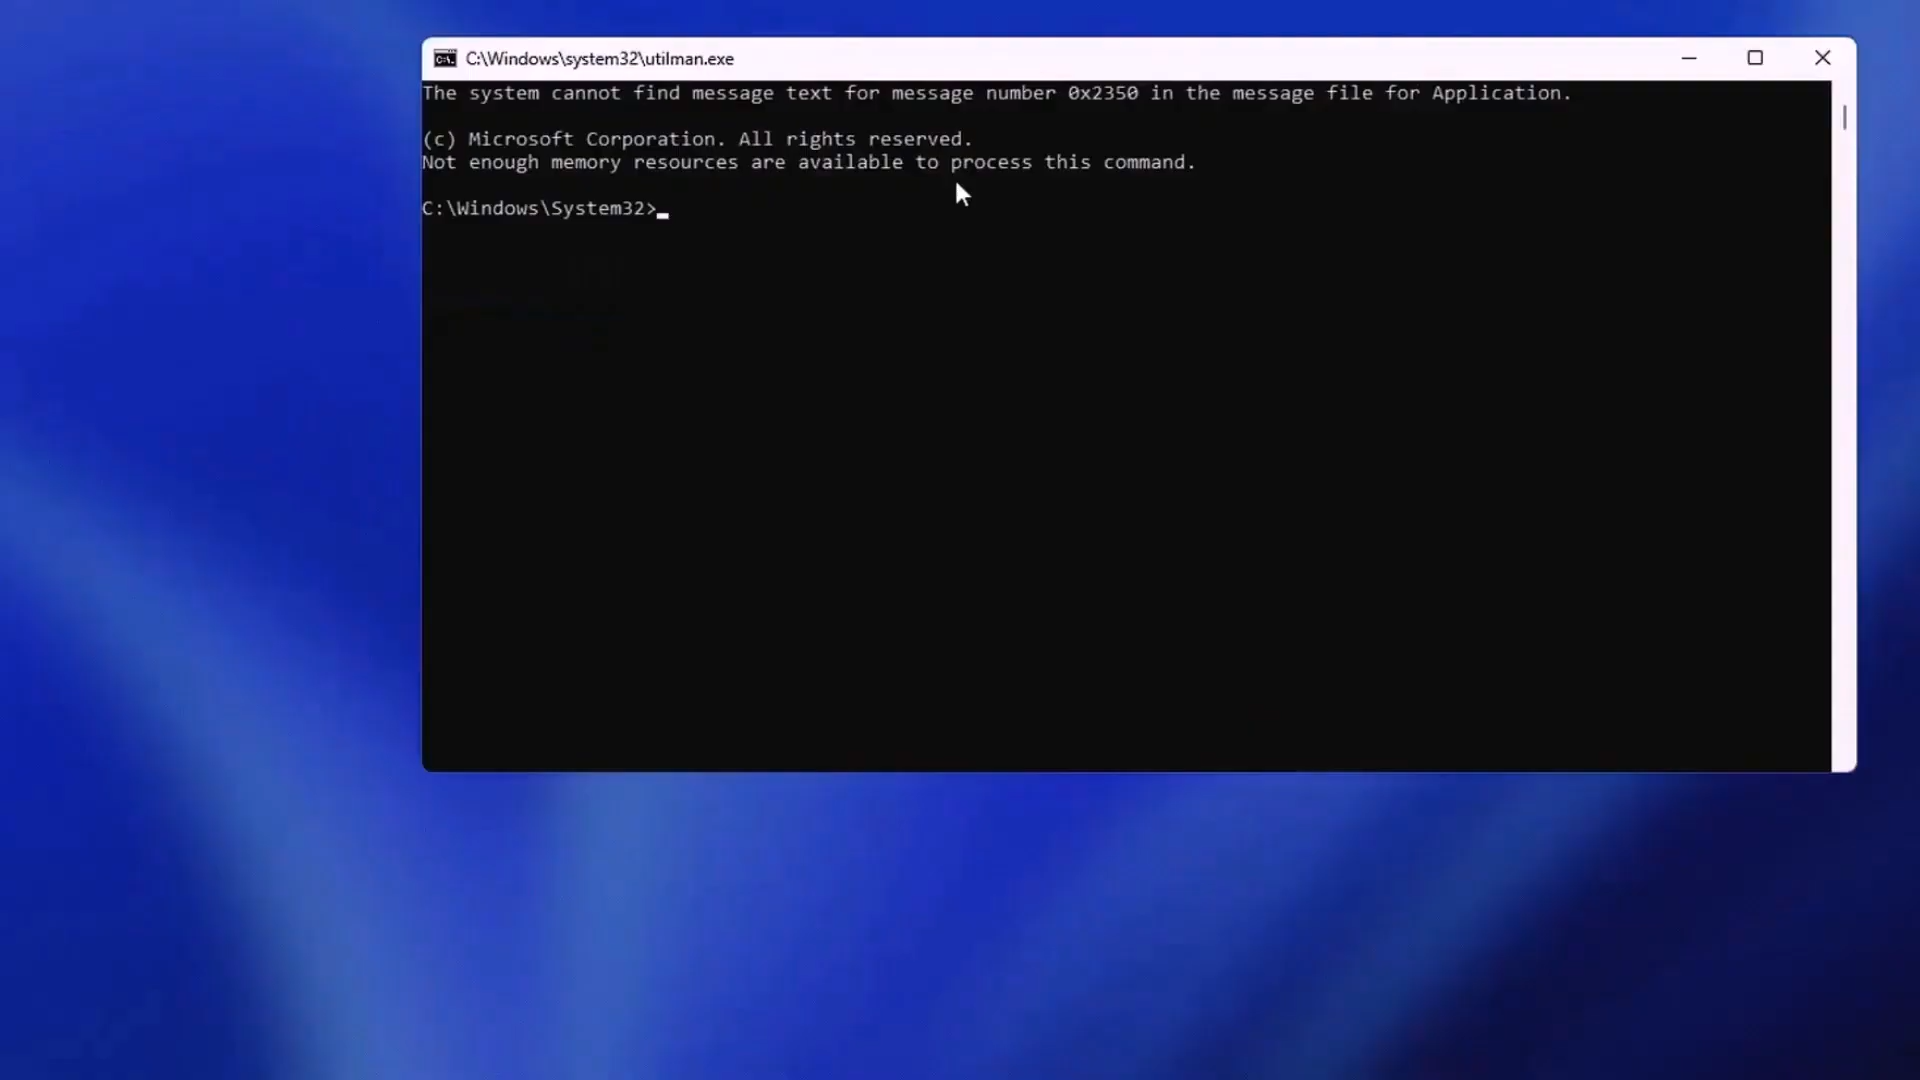 C:\Windows\system32\utilman.exe
The system cannot find message text for message number 0x2350 in the message file for Application.
(c) Microsoft Corporation. All rights reserved.
Not enough memory resources are available to process this command.
C:\Windows\System32>